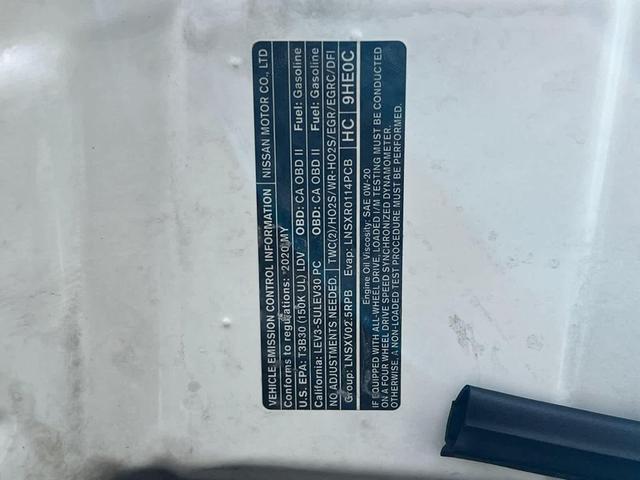 VEHICLE EMISSION CONTROL INFORMATION NISSAN MOTOR CO., LTD
Conforms to regulations: 2020 MY
U.S. EPA: T3B30 (150K UL) LDV OBD: CA OBD II Fuel: Gasoline
California: LEV3-SULEV30 PC OBD: CA OBD II Fuel: Gasoline
NO ADJUSTMENTS NEEDED. TWC(2)/HO2S/WR-HO2S/EGR/EGRC/DFI
Group: LNSXV02.5RPB Evap: LNSXR0114PCB HC 9HE0C
Engine Oil Viscosity: SAE 0W-20
IF EQUIPPED WITH ALL-WHEEL DRIVE, LOADED I/M TESTING MUST BE CONDUCTED
ON A FOUR WHEEL DRIVE SPEED SYNCHRONIZED DYNAMOMETER.
OTHERWISE, A NON-LOADED TEST PROCEDURE MUST BE PERFORMED.